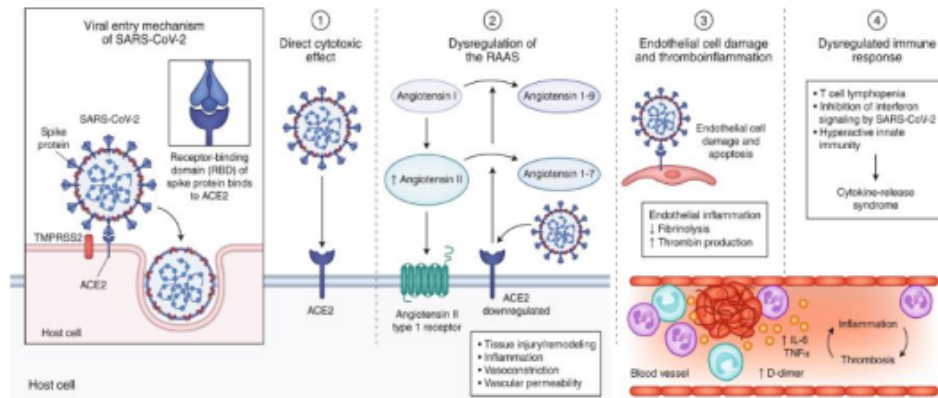 Viral entry mechanism
of SARS-CoV-2
SARS-CoV-2
Spike
protein
Receptor-binding
domain (RBD) of
spike protein binds
to ACE2
TMPRSS2
ACE2
Host cell
1
Direct cytotoxic
effect
ACE2
Host cell
2
Dysregulation of
the RAAS
Angiotensin I
Angiotensin 1-9
↑ Angiotensin II
Angiotensin 1-7
Angiotensin II
type 1 receptor
ACE2
downregulated
• Tissue injury/remodeling
• Inflammation
• Vasoconstriction
• Vascular permeability
3
Endothelial cell damage
and thromboinflammation
Endothelial cell
damage and
apoptosis
Endothelial inflammation
↓ Fibrinolysis
↑ Thrombin production
4
Dysregulated immune
response
• T cell lymphopenia
• Inhibition of interferon
signaling by SARS-CoV-2
• Hyperactive innate
immunity
Cytokine-release
syndrome
↑ IL-6
TNFα
↑ D-dimer
Blood vessel
Inflammation
Thrombosis